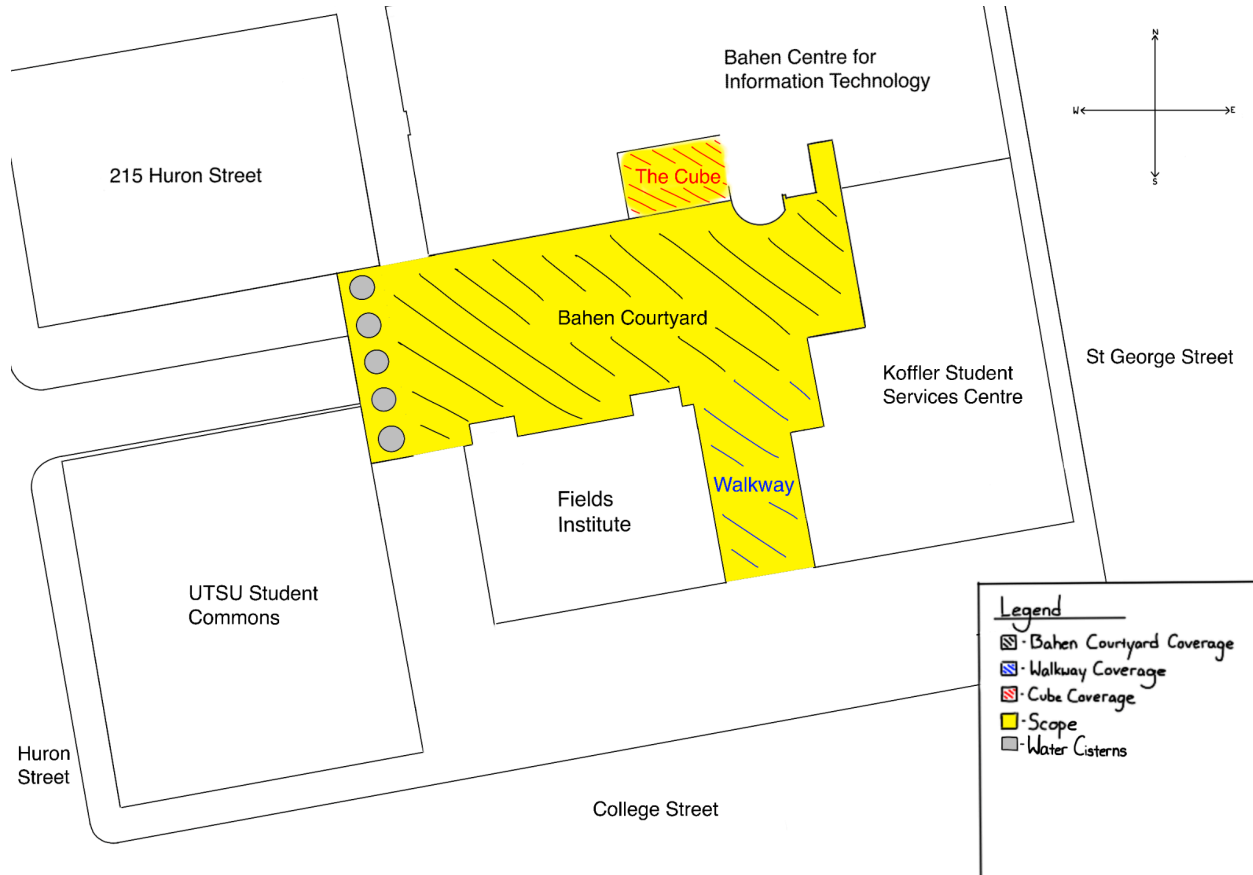 N
W
E
S
Bahen Centre for
Information Technology
215 Huron Street
The Cube
Bahen Courtyard
St George Street
Koffler Student
Services Centre
Walkway
Fields
Institute
UTSU Student
Commons
Huron
Street
College Street
Legend
- Bahen Courtyard Coverage
- Walkway Coverage
- Cube Coverage
- Scope
- Water Cisterns